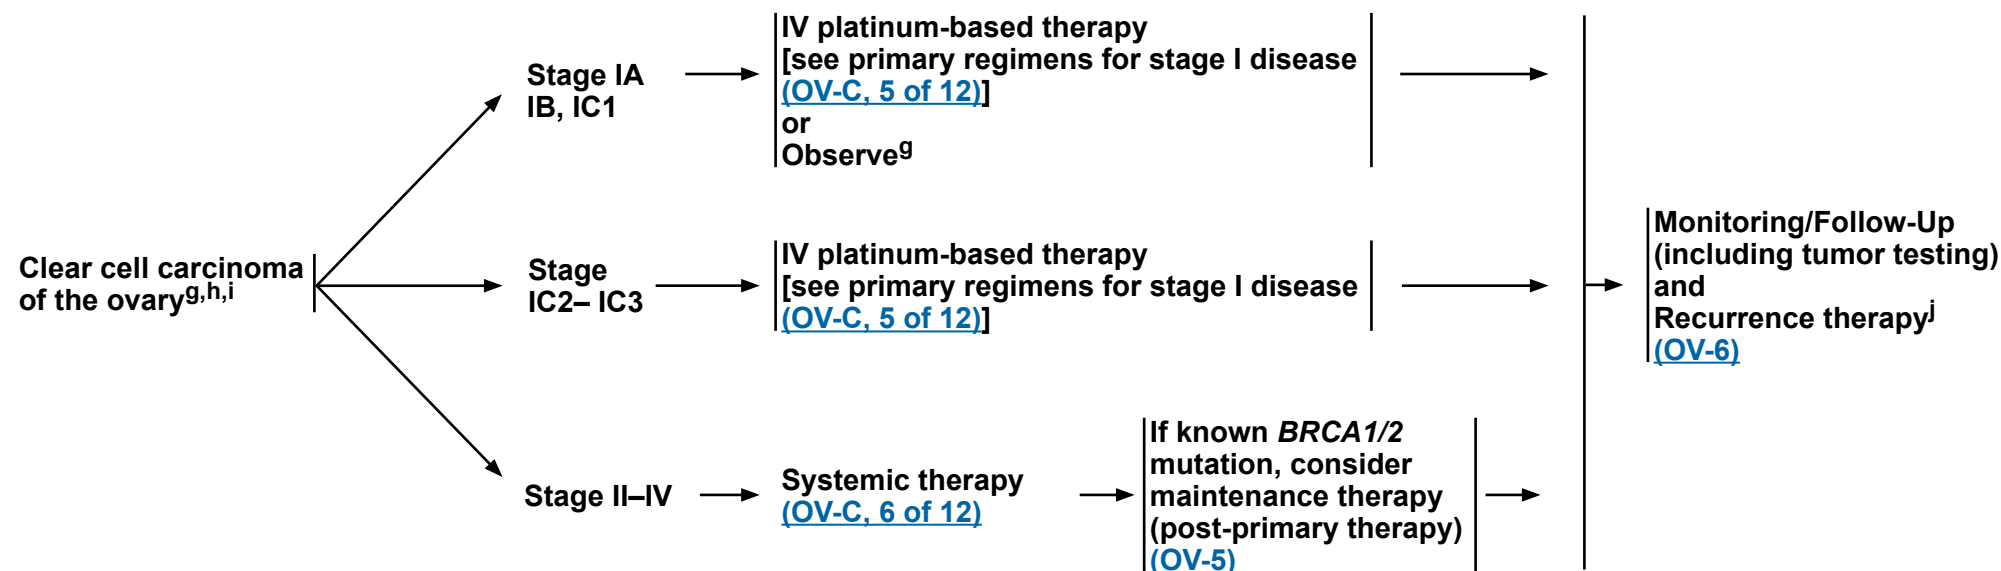 Clear cell carcinoma
of the ovaryg,h,i
Stage IA
IB, IC1
IV platinum-based therapy
[see primary regimens for stage I disease
(OV-C, 5 of 12)]
or
Observeg
Stage
IC2– IC3
IV platinum-based therapy
[see primary regimens for stage I disease
(OV-C, 5 of 12)]
Stage II–IV
Systemic therapy
(OV-C, 6 of 12)
If known BRCA1/2
mutation, consider
maintenance therapy
(post-primary therapy)
(OV-5)
Monitoring/Follow-Up
(including tumor testing)
and
Recurrence therapyj
(OV-6)